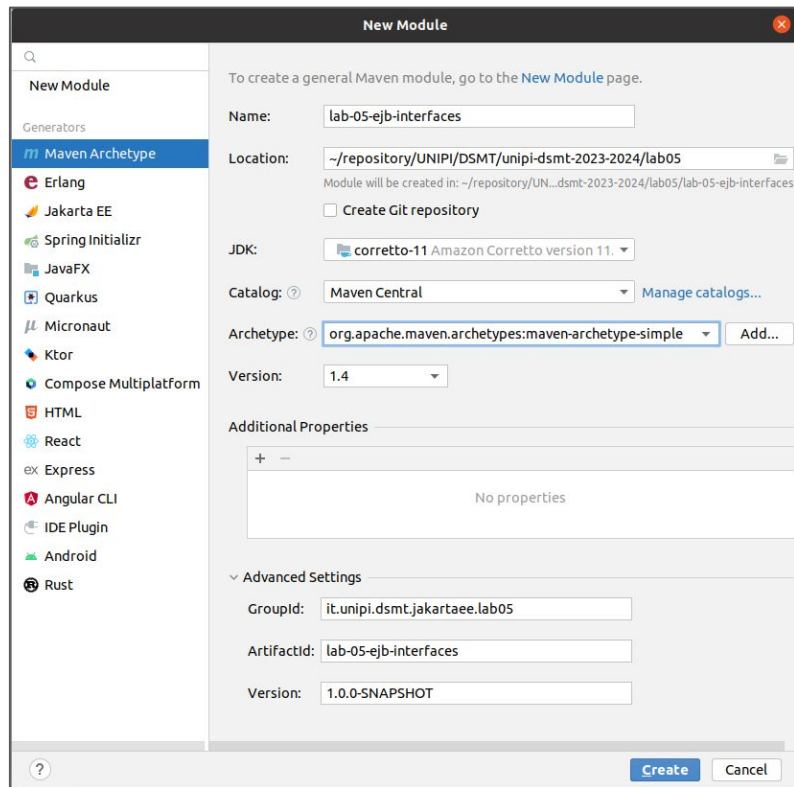 New Module
New Module
Generators
Maven Archetype
Erlang
Jakarta EE
Spring Initializr
JavaFX
Quarkus
Micronaut
Ktor
Compose Multiplatform
HTML
React
ex Express
Angular CLI
IDE Plugin
Android
Rust
To create a general Maven module, go to the New Module page.
Name: lab-05-ejb-interfaces
Location: ~/repository/UNIPI/DSMT/unipi-dsmt-2023-2024/lab05
Module will be created in: ~/repository/UN...dsmt-2023-2024/lab05/lab-05-ejb-interfaces
Create Git repository
JDK: corretto-11 Amazon Corretto version 11.
Catalog: ? Maven Central Manage catalogs...
Archetype: ? org.apache.maven.archetypes:maven-archetype-simple Add...
Version: 1.4
Additional Properties
+ −
No properties
Advanced Settings
GroupId: it.unipi.dsmt.jakartaee.lab05
ArtifactId: lab-05-ejb-interfaces
Version: 1.0.0-SNAPSHOT
? Create Cancel